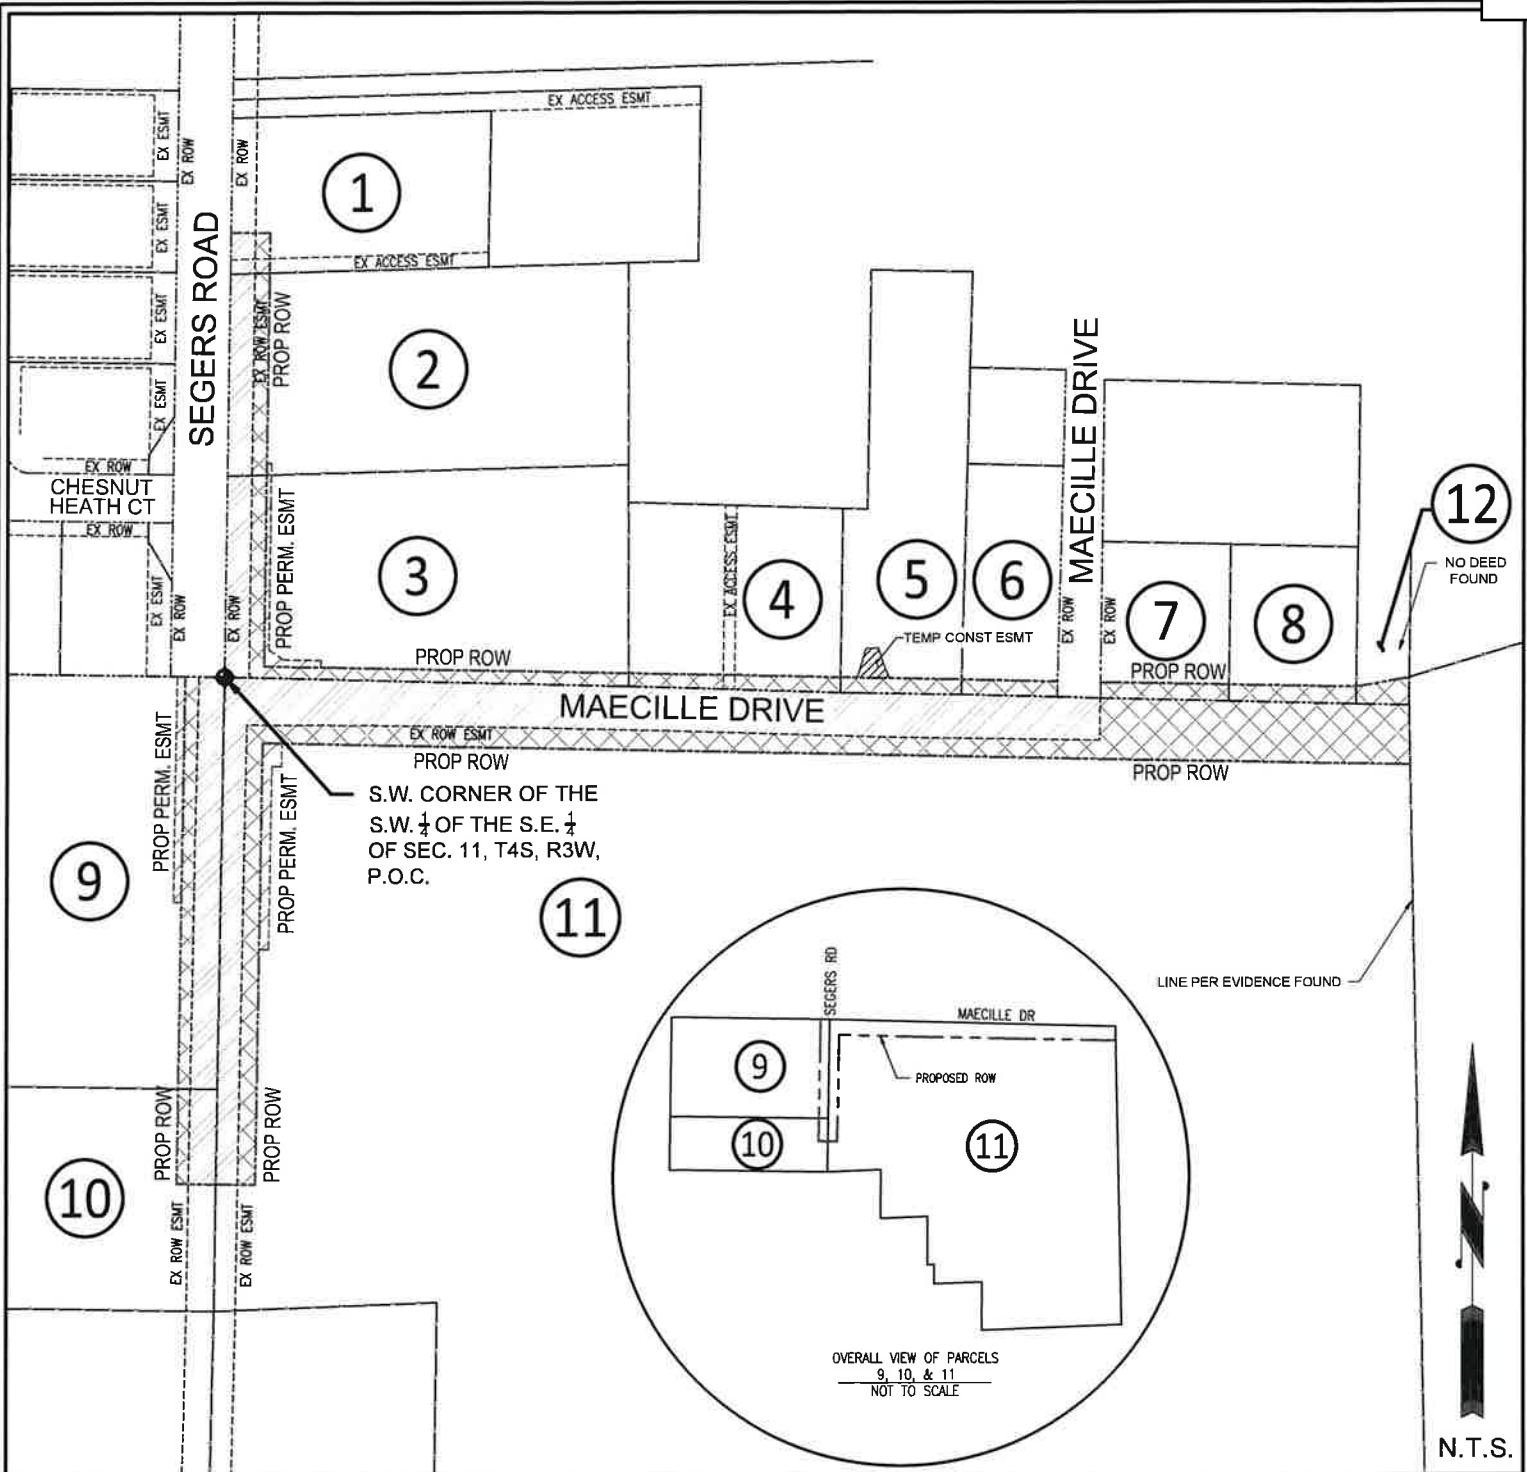 EX ACCESS ESMT
EX ESMT
EX ROW
EX ROW
1
EX ESMT
SEGERS ROAD
EX ACCESS ESMT
EX ESMT
EX ROW ESMT
PROP ROW
2
MAECILLE DRIVE
EX ESMT
EX ROW
CHESNUT
HEATH CT
EX ROW
12
NO DEED
FOUND
PROP PERM. ESMT
3
EX ACCESS ESMT
4
5
6
7
8
EX ESMT
EX ROW
EX ROW
EX ROW
EX ROW
TEMP CONST ESMT
PROP ROW
PROP ROW
MAECILLE DRIVE
EX ROW ESMT
PROP ROW
PROP ROW
PROP PERM. ESMT
PROP PERM. ESMT
S.W. CORNER OF THE
S.W. 1/4 OF THE S.E. 1/4
OF SEC. 11, T4S, R3W,
P.O.C.
9
11
LINE PER EVIDENCE FOUND
SEGERS RD
MAECILLE DR
9
PROPOSED ROW
10
11
PROP ROW
PROP ROW
10
EX ROW ESMT
EX ROW ESMT
OVERALL VIEW OF PARCELS
9, 10, & 11
NOT TO SCALE
N
N.T.S.